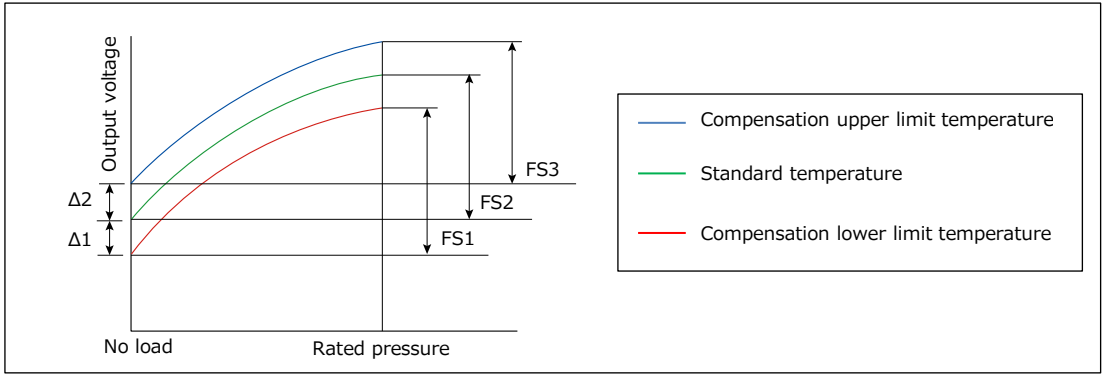 Output voltage
Δ2
Δ1
FS3
FS2
FS1
No load
Rated pressure
Compensation upper limit temperature
Standard temperature
Compensation lower limit temperature